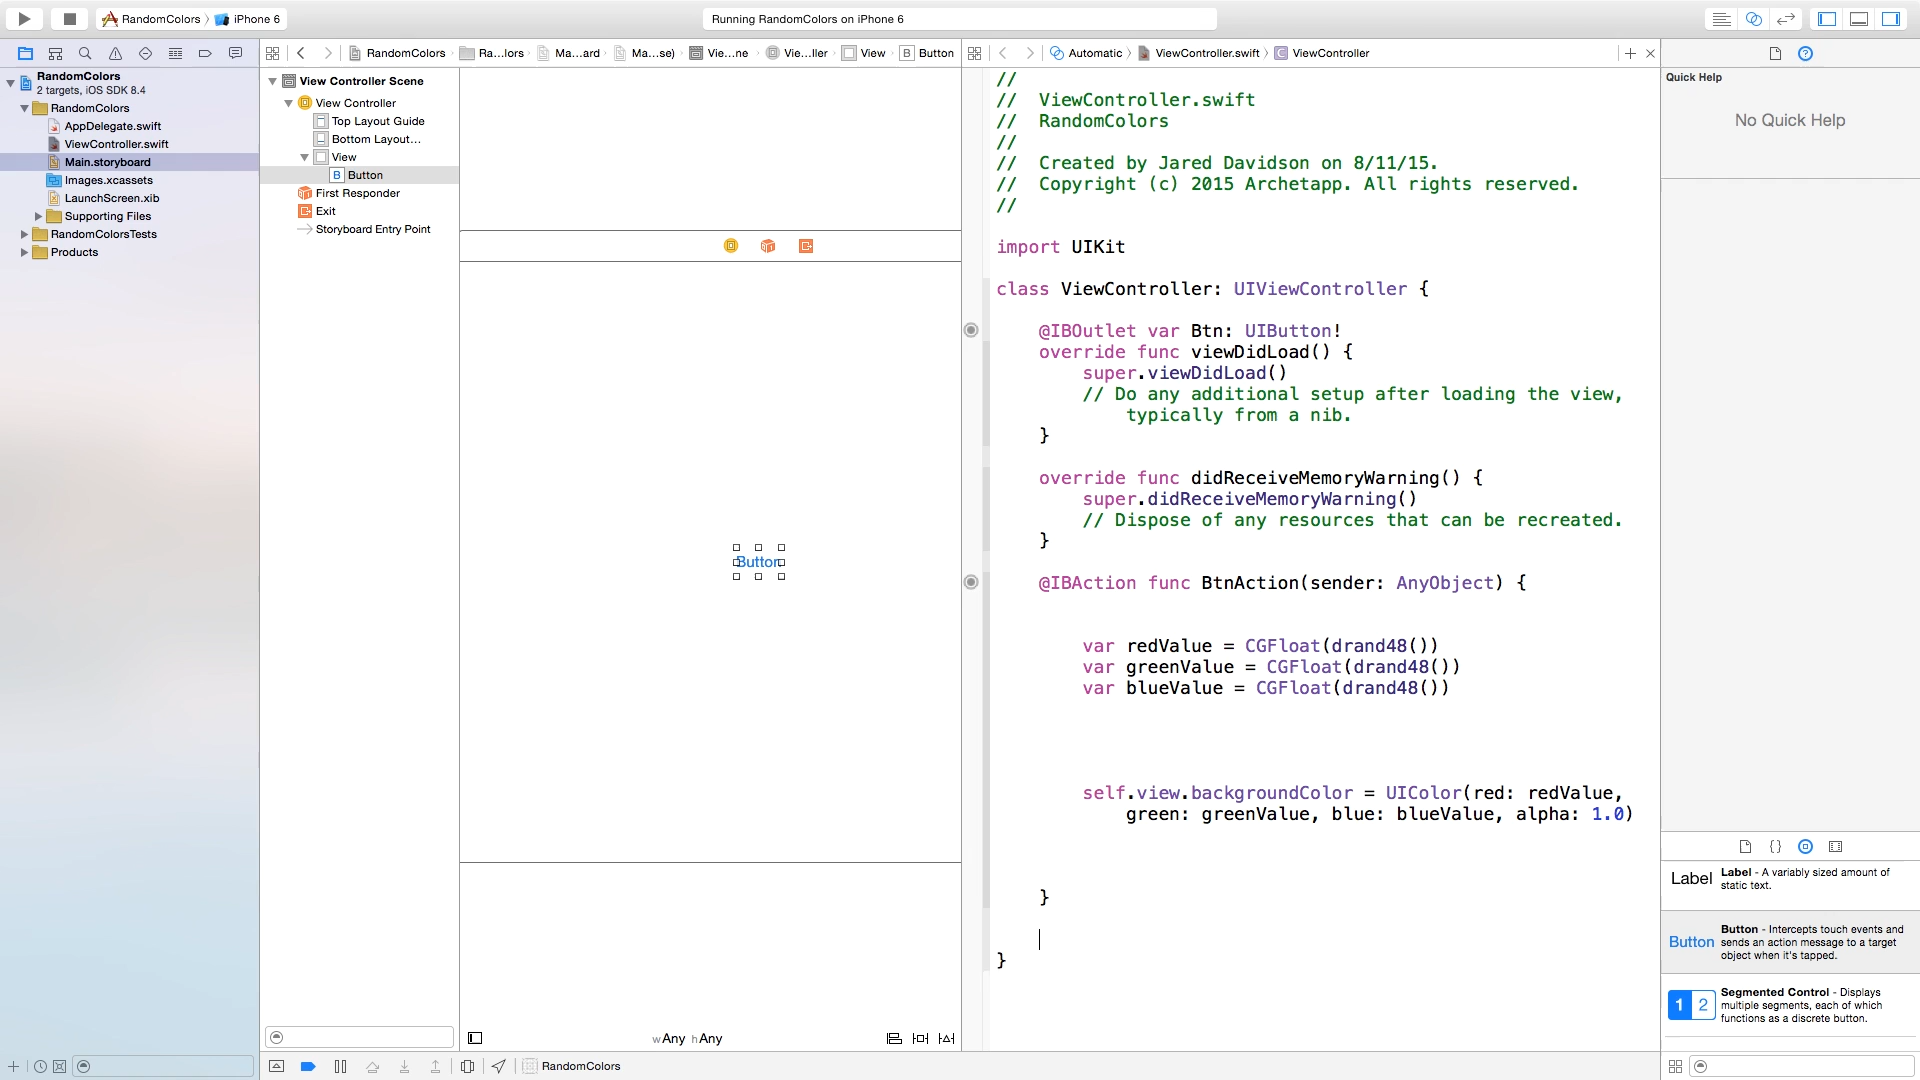 RandomColors
iPhone 6
Running RandomColors on iPhone 6
RandomColors
Ra...lors
Ma...ard
Ma...se)
Vie...ne
Vie...ller
View
B
Button
Automatic
ViewController.swift
C
ViewController
RandomColors
2 targets, iOS SDK 8.4
RandomColors
AppDelegate.swift
ViewController.swift
Main.storyboard
Images.xcassets
LaunchScreen.xib
Supporting Files
RandomColorsTests
Products
View Controller Scene
View Controller
Top Layout Guide
Bottom Layout...
View
B
Button
First Responder
Exit
Storyboard Entry Point
Button
wAny hAny
//
//  ViewController.swift
//  RandomColors
//
//  Created by Jared Davidson on 8/11/15.
//  Copyright (c) 2015 Archetapp. All rights reserved.
//
import UIKit
class ViewController: UIViewController {
@IBOutlet var Btn: UIButton!
override func viewDidLoad() {
super.viewDidLoad()
// Do any additional setup after loading the view,
typically from a nib.
}
override func didReceiveMemoryWarning() {
super.didReceiveMemoryWarning()
// Dispose of any resources that can be recreated.
}
@IBAction func BtnAction(sender: AnyObject) {
var redValue = CGFloat(drand48())
var greenValue = CGFloat(drand48())
var blueValue = CGFloat(drand48())
self.view.backgroundColor = UIColor(red: redValue,
green: greenValue, blue: blueValue, alpha: 1.0)
}
}
Quick Help
No Quick Help
{}
Label
Label - A variably sized amount of
static text.
Button
Button - Intercepts touch events and
sends an action message to a target
object when it's tapped.
1 2
Segmented Control - Displays
multiple segments, each of which
functions as a discrete button.
RandomColors